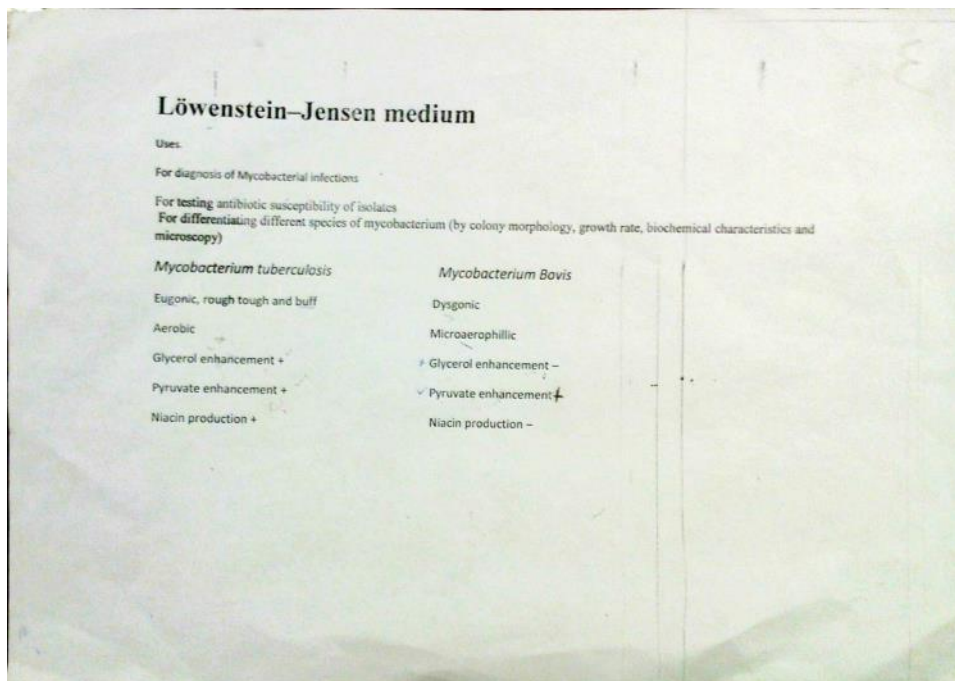 Löwenstein–Jensen medium
Uses.
For diagnosis of Mycobacterial infections
For testing antibiotic susceptibility of isolates
For differentiating different species of mycobacterium (by colony morphology, growth rate, biochemical characteristics and
microscopy)
Mycobacterium tuberculosis
Eugonic, rough tough and buff
Aerobic
Glycerol enhancement +
Pyruvate enhancement +
Niacin production +
Mycobacterium Bovis
Dysgonic
Microaerophillic
Glycerol enhancement –
Pyruvate enhancement +
Niacin production –